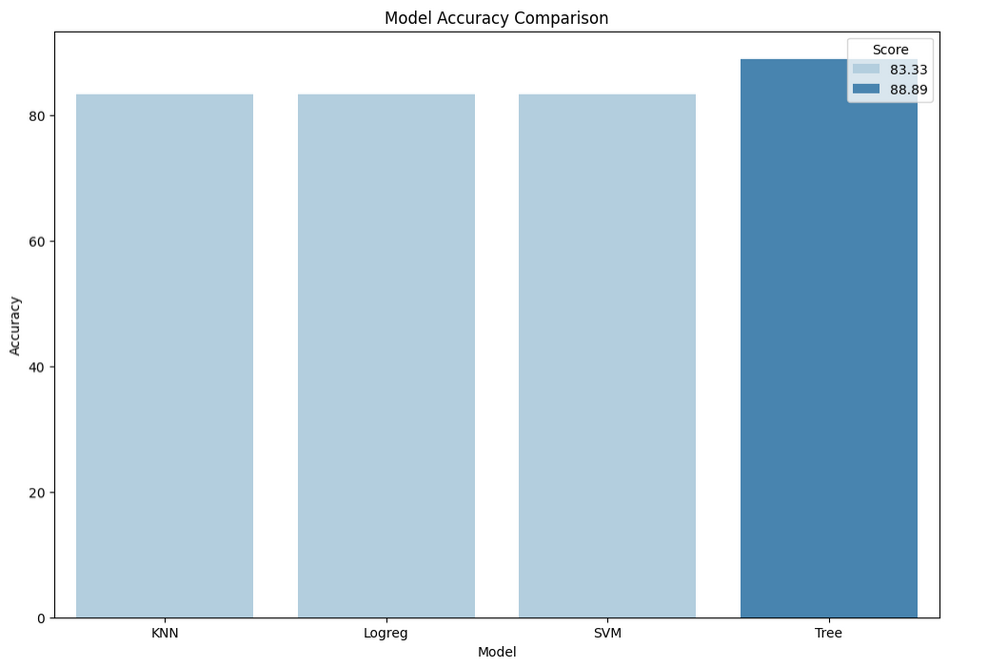 Model Accuracy Comparison
Score
83.33
88.89
80
60
40
20
0
Accuracy
KNN Logreg SVM Tree
Model